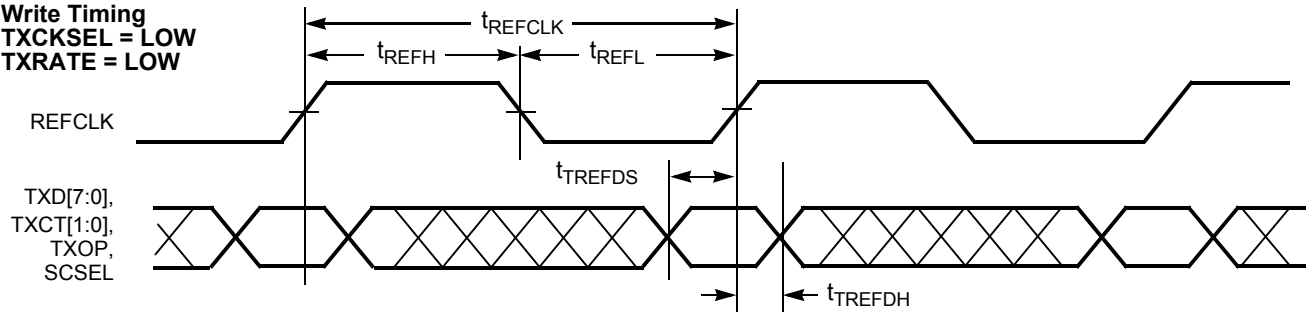 Write Timing
TXCKSEL = LOW
TXRATE = LOW
tREFCLK
tREFH
tREFL
REFCLK
tTREFDS
TXD[7:0],
TXCT[1:0],
TXOP,
SCSEL
tTREFDH